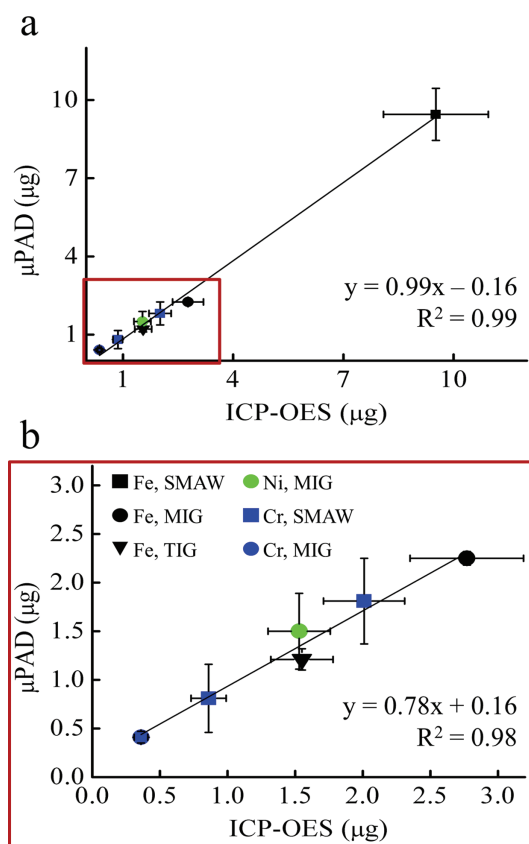 a
10
7
4
1
μPAD (μg)
y = 0.99x – 0.16
R² = 0.99
1 4 7 10
ICP-OES (μg)
b
3.0
2.5
2.0
1.5
1.0
0.5
0.0
μPAD (μg)
Fe, SMAW Ni, MIG
Fe, MIG Cr, SMAW
Fe, TIG Cr, MIG
y = 0.78x + 0.16
R² = 0.98
0.0 0.5 1.0 1.5 2.0 2.5 3.0
ICP-OES (μg)